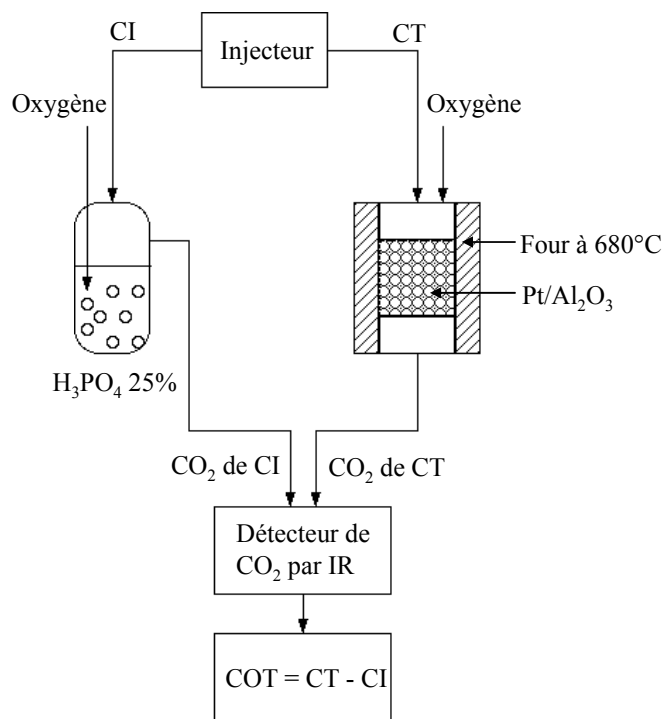 CI
Injecteur
CT
Oxygène
Oxygène
Four à 680°C
Pt/Al₂O₃
H₃PO₄ 25%
CO₂ de CI
CO₂ de CT
Détecteur de
CO₂ par IR
COT = CT - CI